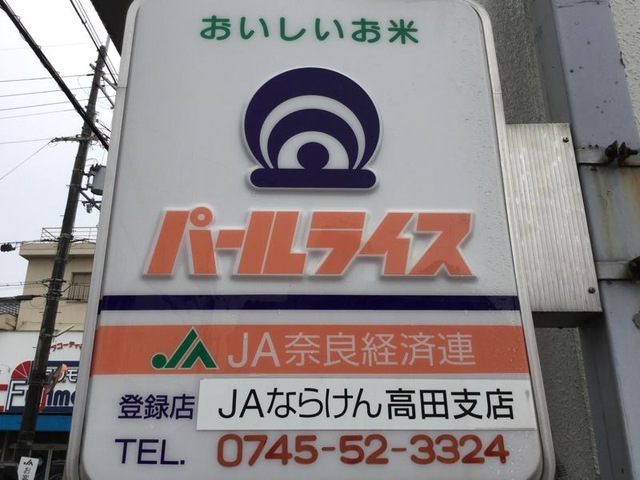 おいしいお米
パールライス
JA JA奈良経済連
登録店 JAならけん高田支店
TEL. 0745-52-3324